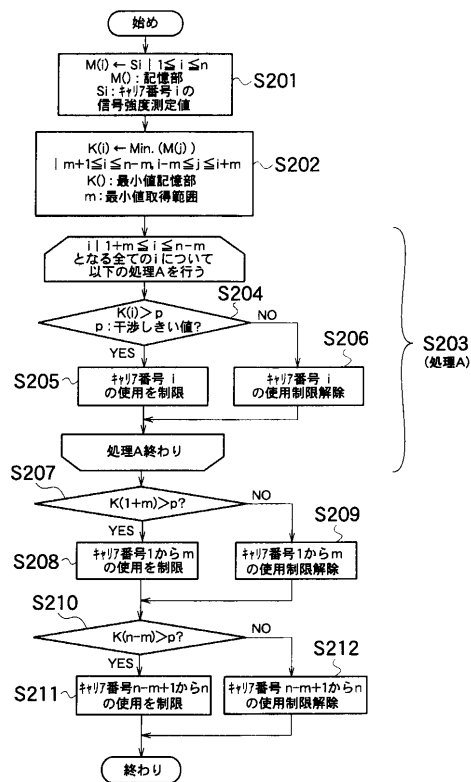 始め
M(i) ← Si | 1≦i≦n
M() : 記憶部
Si : キャリア番号 i の
信号強度測定値
S201
K(i) ← Min. (M(j))
| m+1≦i≦n-m, i-m≦j≦i+m
K() : 最小値記憶部
m : 最小値取得範囲
S202
i | 1+m≦i≦n-m
となる全てのiについて
以下の処理Aを行う
S204
K(i)>p
p : 干渉しきい値?
NO
YES
S203
(処理A)
S205
キャリア番号 i
の使用を制限
S206
キャリア番号 i
の使用制限解除
処理A終わり
S207
K(1+m)>p?
NO
YES
S208
キャリア番号1からm
の使用を制限
S209
キャリア番号1からm
の使用制限解除
S210
K(n-m)>p?
NO
YES
S211
キャリア番号n-m+1からn
の使用を制限
S212
キャリア番号 n-m+1からn
の使用制限解除
終わり